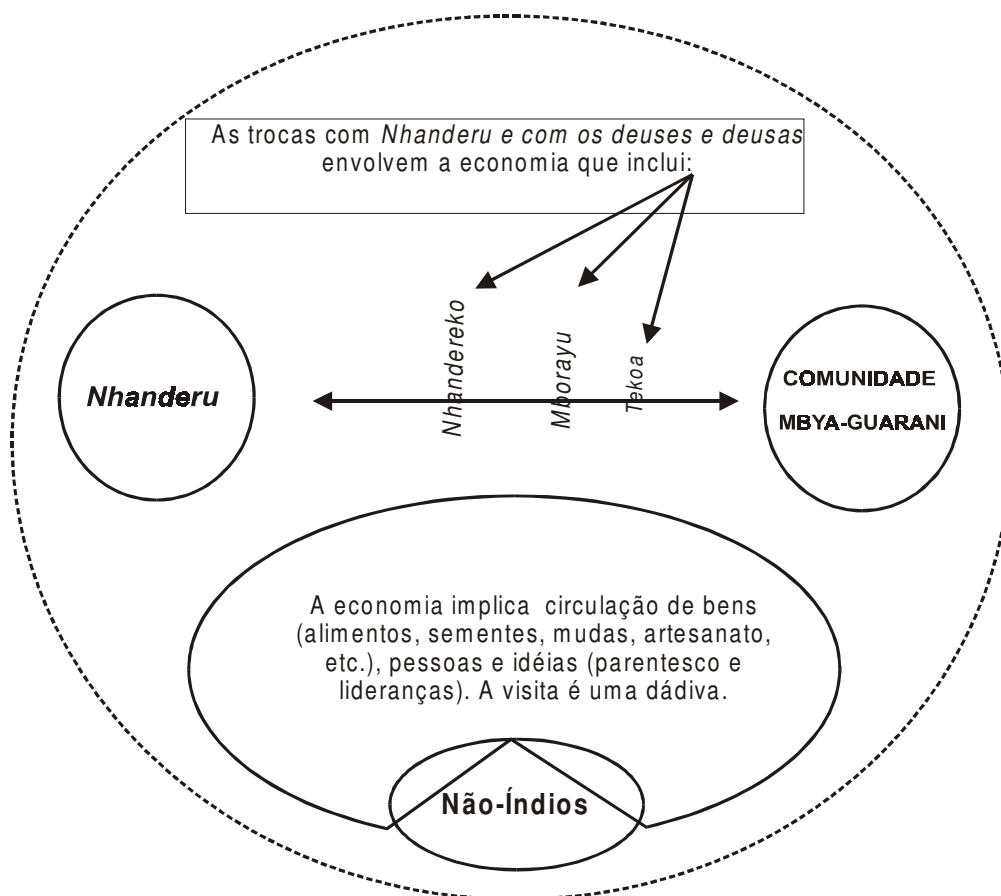 As trocas com Nhanderu e com os deuses e deusas
envolvem a economia que inclui:
Nhandereko
Mborayu
Tekoa
Nhanderu
COMUNIDADE
MBYA-GUARANI
A economia implica circulação de bens
(alimentos, sementes, mudas, artesanato,
etc.), pessoas e idéias (parentesco e
lideranças). A visita é uma dádiva.
Não-Índios